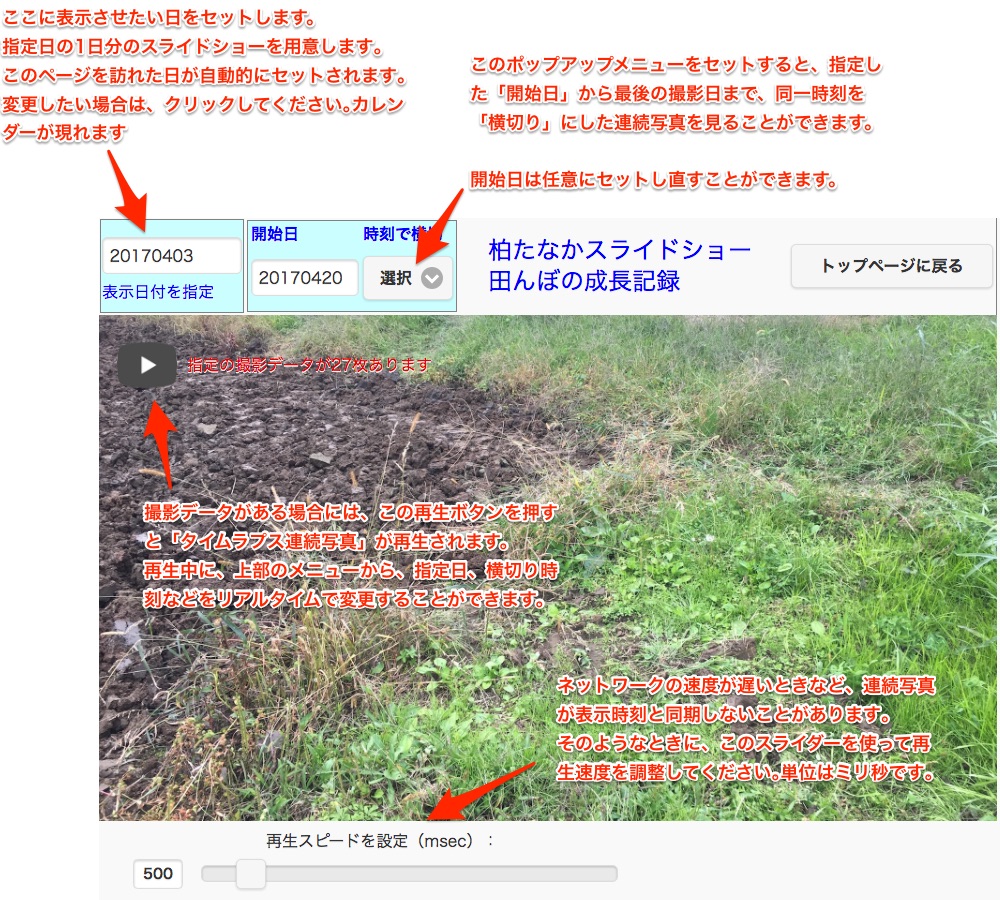 ここに表示させたい日をセットします。
指定日の1日分のスライドショーを用意します。
このページを訪れた日が自動的にセットされます。
変更したい場合は、クリックしてください。カレン
ダーが現れます
このポップアップメニューをセットすると、指定し
た「開始日」から最後の撮影日まで、同一時刻を
「横切り」にした連続写真を見ることができます。
開始日は任意にセットし直すことができます。
20170403
表示日付を指定
開始日
時刻で横切
20170420
選択
柏たなかスライドショー
田んぼの成長記録
トップページに戻る
指定の撮影データが27枚あります
撮影データがある場合には、この再生ボタンを押す
と「タイムラプス連続写真」が再生されます。
再生中に、上部のメニューから、指定日、横切り時
刻などをリアルタイムで変更することができます。
ネットワークの速度が遅いときなど、連続写真
が表示時刻と同期しないことがあります。
そのようなときに、このスライダーを使って再
生速度を調整してください。単位はミリ秒です。
再生スピードを設定（msec）：
500